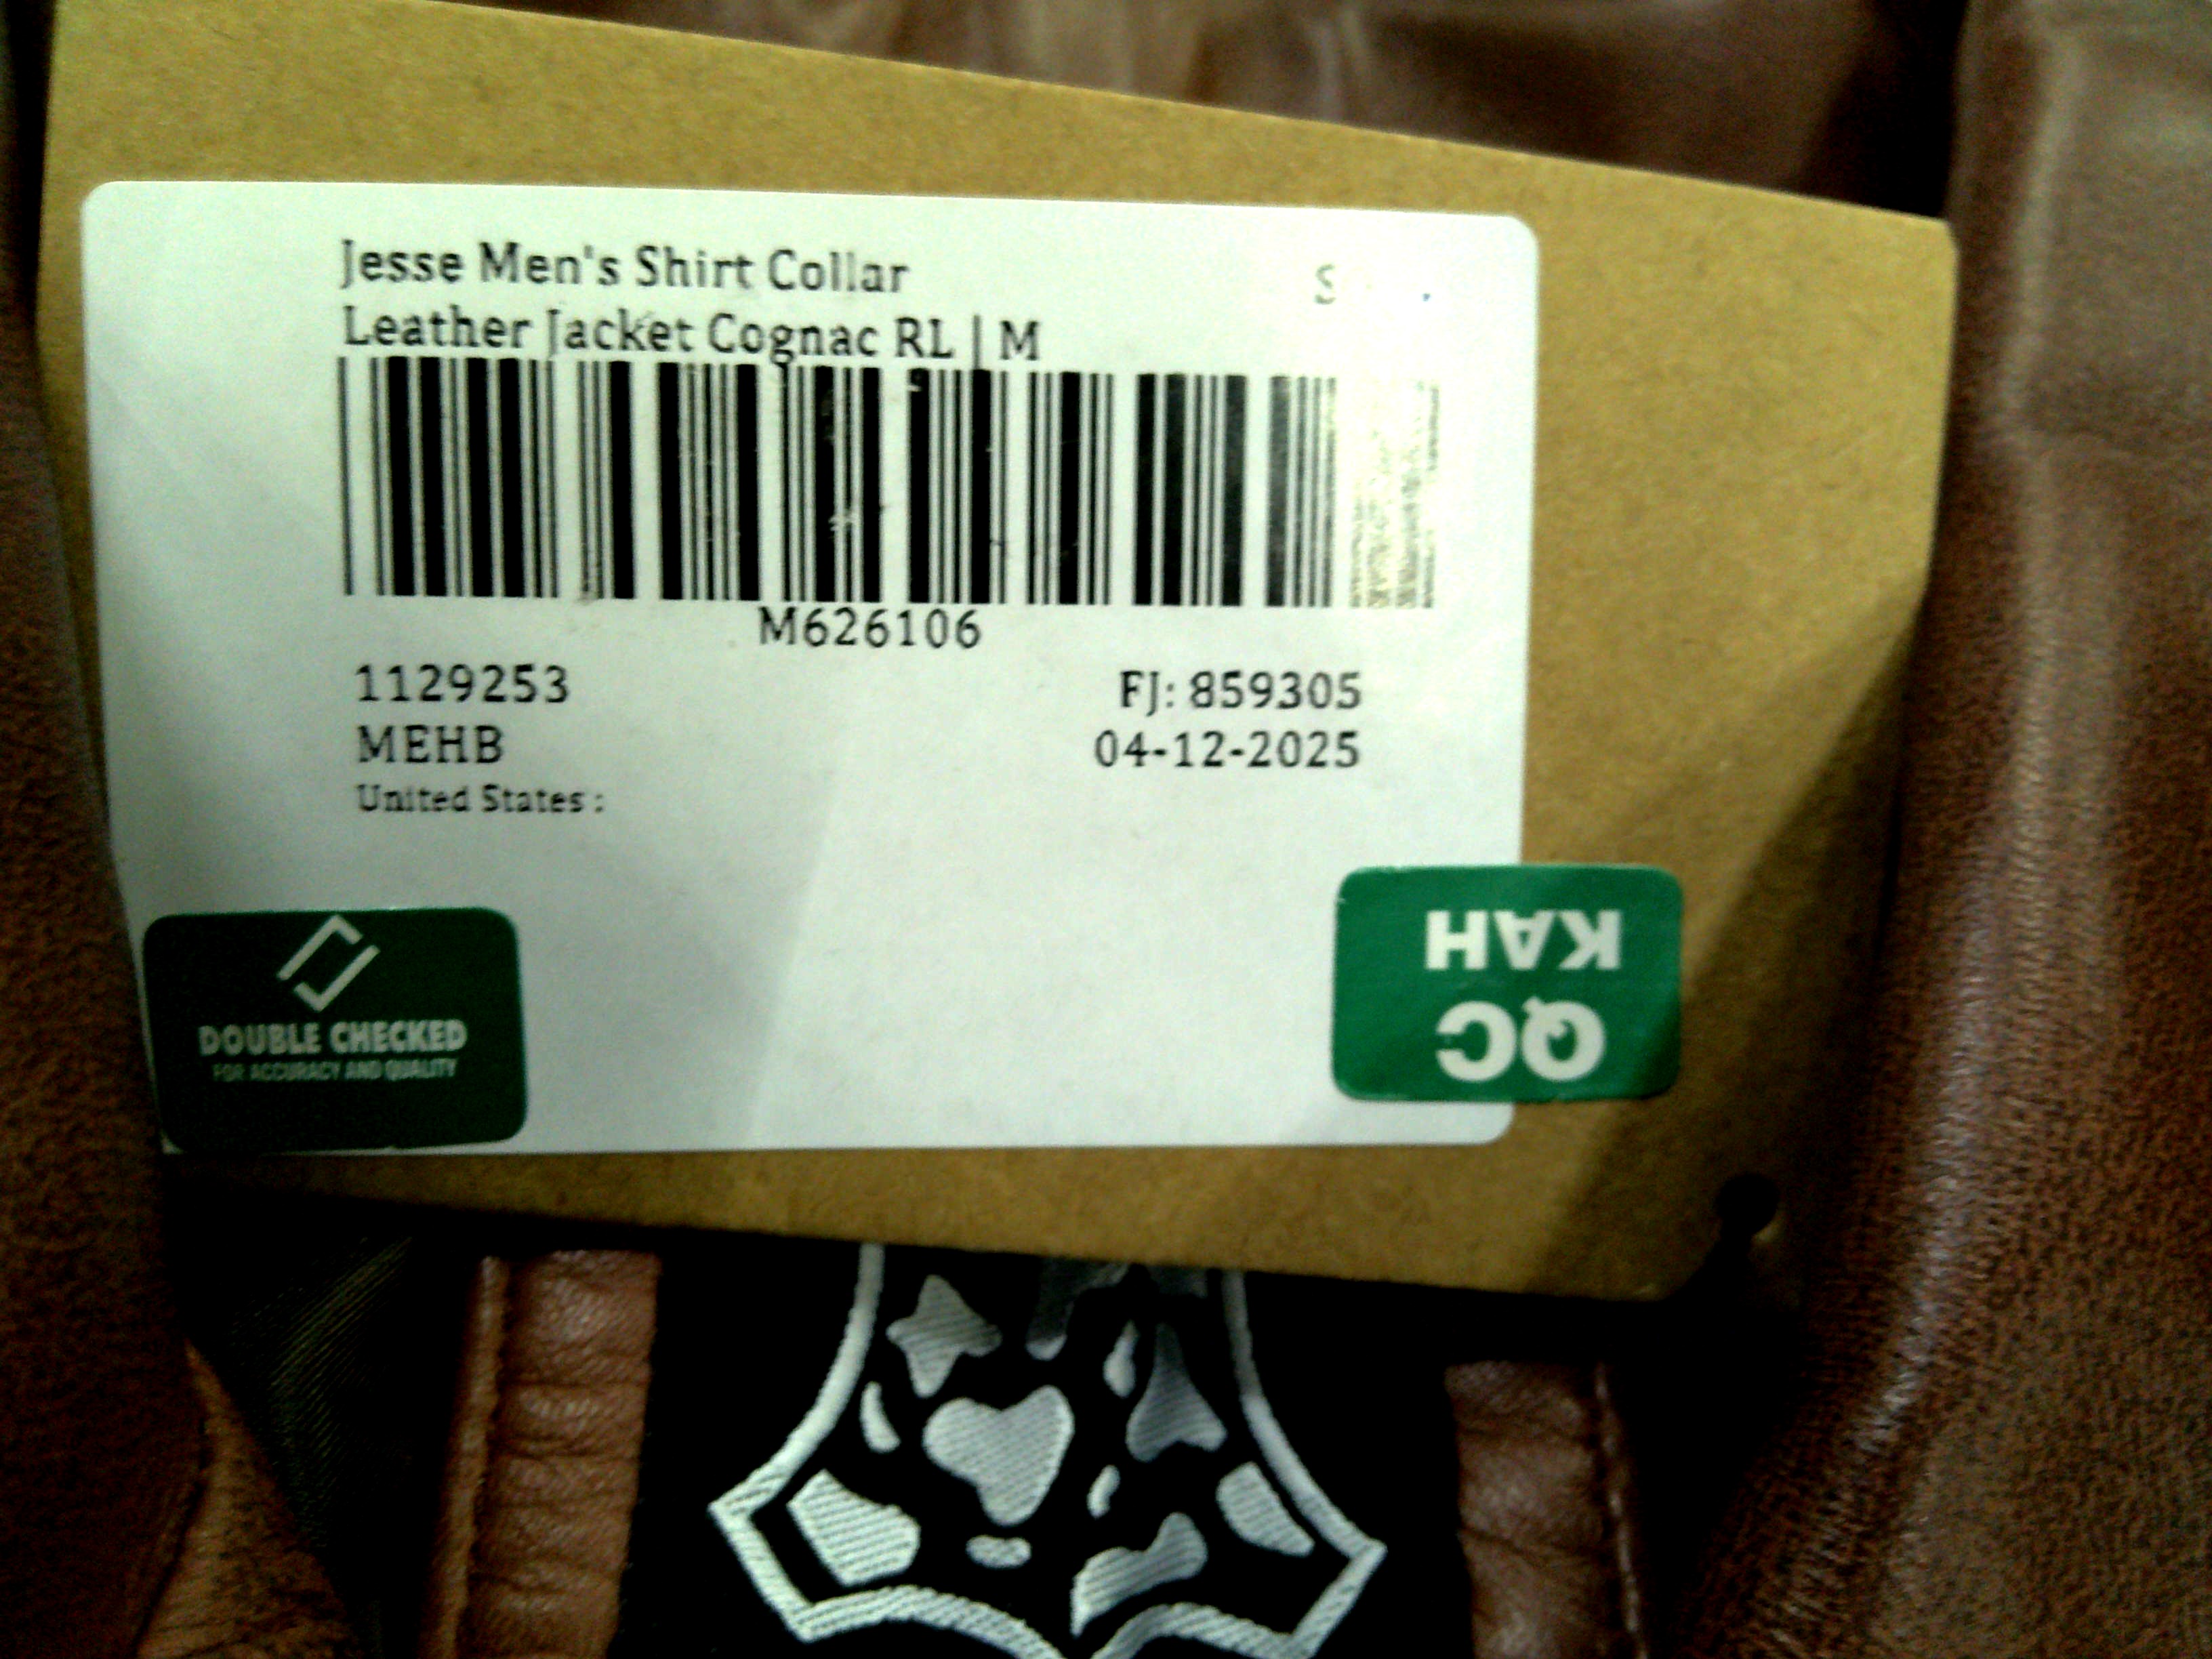 Jesse Men's Shirt Collar
S
Leather Jacket Cognac RL | M
M626106
1129253
FJ: 859305
MEHB
04-12-2025
United States :
DOUBLE CHECKED
FOR ACCURACY AND QUALITY
QC
KAH